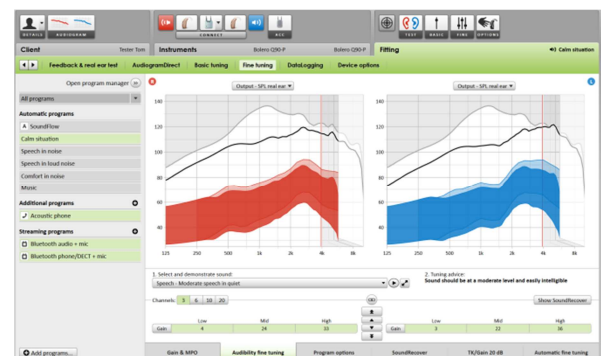 DETAILS AUDIOGRAM CONNECT ACC TEST BASIC FINE OPTIONS
Client Tester Tom Instruments Bolero Q90-P Bolero Q90-P Fitting Calm situation
Feedback & real ear test AudiogramDirect Basic tuning Fine tuning DataLogging Device options
Open program manager
All programs
Automatic programs
A SoundFlow
Calm situation
Speech in noise
Speech in loud noise
Comfort in noise
Music
Additional programs
Acoustic phone
Streaming programs
Bluetooth audio + mic
Bluetooth phone/DECT + mic
Add programs...
Output - SPL real ear
140
120
100
80
60
40
125 250 500 1k 2k 4k 8k
Output - SPL real ear
140
120
100
80
60
40
125 250 500 1k 2k 4k 8k
1. Select and demonstrate sound:
Speech - Moderate speech in quiet
2. Tuning advice:
Sound should be at a moderate level and easily intelligible
Channels: 3 6 10 20
Show SoundRecover
Low Mid High Low Mid High
Gain 4 24 33 Gain 3 22 36
Gain & MPO Audibility fine tuning Program options SoundRecover TK/Gain 20 dB Automatic fine tuning